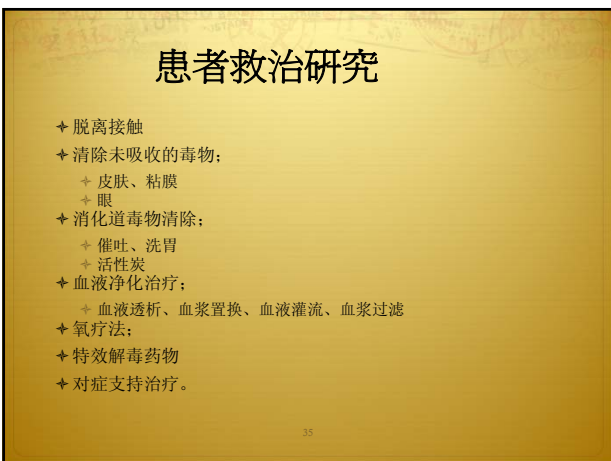 患者救治研究
脱离接触
清除未吸收的毒物；
皮肤、粘膜
眼
消化道毒物清除；
催吐、洗胃
活性炭
血液净化治疗；
血液透析、血浆置换、血液灌流、血浆过滤
氧疗法；
特效解毒药物
对症支持治疗。
35